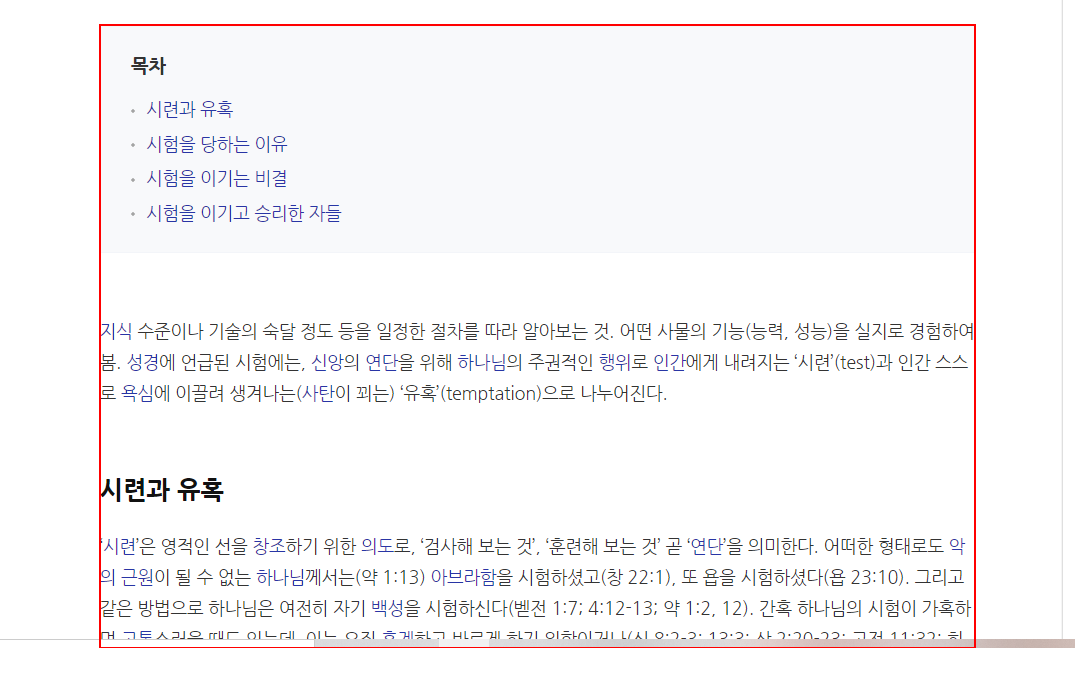 목차
시련과 유혹
시험을 당하는 이유
시험을 이기는 비결
시험을 이기고 승리한 자들
지식 수준이나 기술의 숙달 정도 등을 일정한 절차를 따라 알아보는 것. 어떤 사물의 기능(능력, 성능)을 실지로 경험하여
봄. 성경에 언급된 시험에는, 신앙의 연단을 위해 하나님의 주권적인 행위로 인간에게 내려지는 ‘시련’(test)과 인간 스스
로 욕심에 이끌려 생겨나는(사탄이 꾀는) ‘유혹’(temptation)으로 나누어진다.
시련과 유혹
‘시련’은 영적인 선을 창조하기 위한 의도로, ‘검사해 보는 것’, ‘훈련해 보는 것’ 곧 ‘연단’을 의미한다. 어떠한 형태로도 악
의 근원이 될 수 없는 하나님께서는(약 1:13) 아브라함을 시험하셨고(창 22:1), 또 욥을 시험하셨다(욥 23:10). 그리고
같은 방법으로 하나님은 여전히 자기 백성을 시험하신다(벧전 1:7; 4:12-13; 약 1:2, 12). 간혹 하나님의 시험이 가혹하
며 고통스러울 때도 있는데, 이는 오직